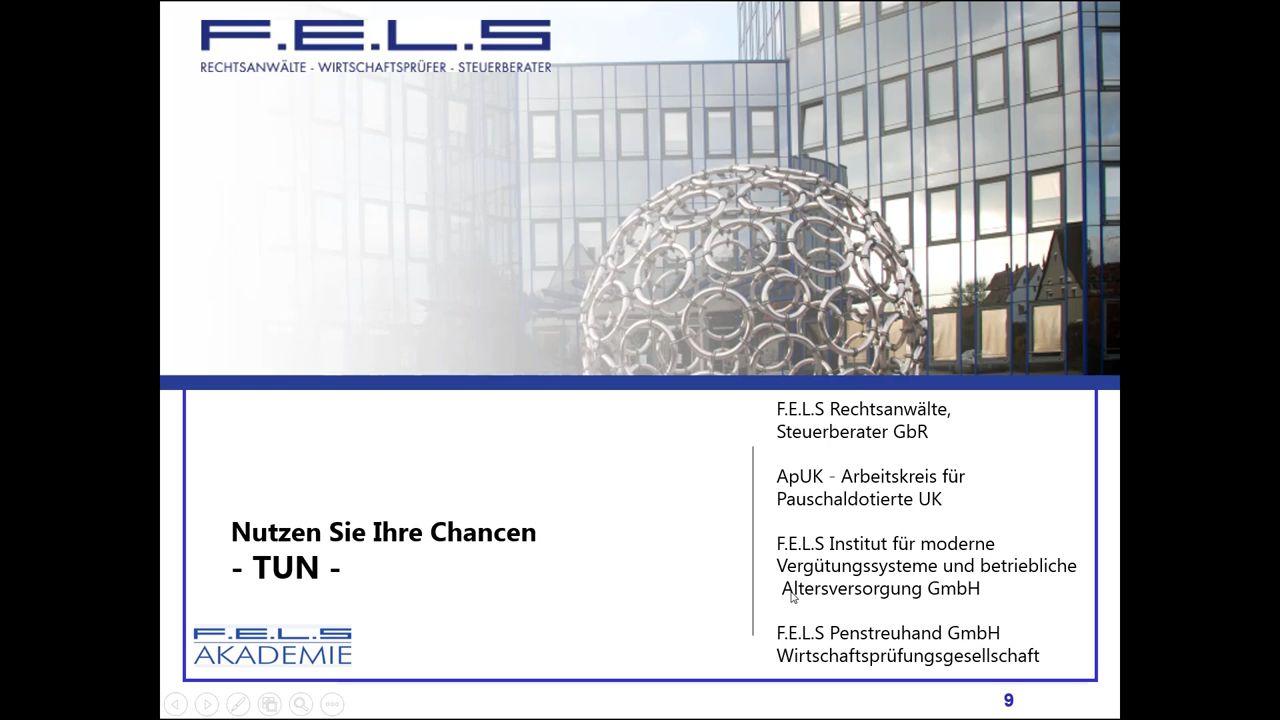 F.E.L.S
RECHTSANWÄLTE - WIRTSCHAFTSPRÜFER - STEUERBERATER
Nutzen Sie Ihre Chancen
- TUN -
F.E.L.S
AKADEMIE
F.E.L.S Rechtsanwälte,
Steuerberater GbR
ApUK - Arbeitskreis für
Pauschaldotierte UK
F.E.L.S Institut für moderne
Vergütungssysteme und betriebliche
Altersversorgung GmbH
F.E.L.S Penstreuhand GmbH
Wirtschaftsprüfungsgesellschaft
9